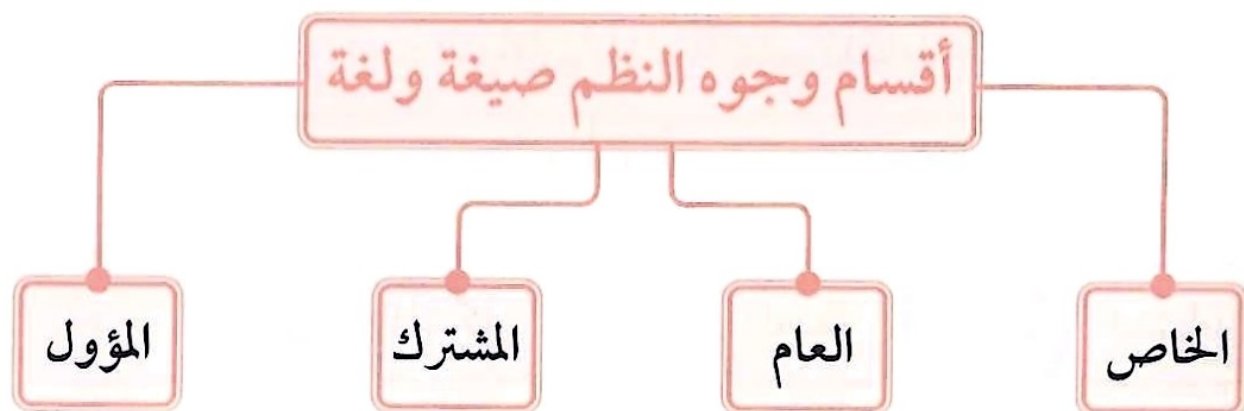 أقسام وجوه النظم صيغة ولغة
الخاص
العام
المشترك
المؤول